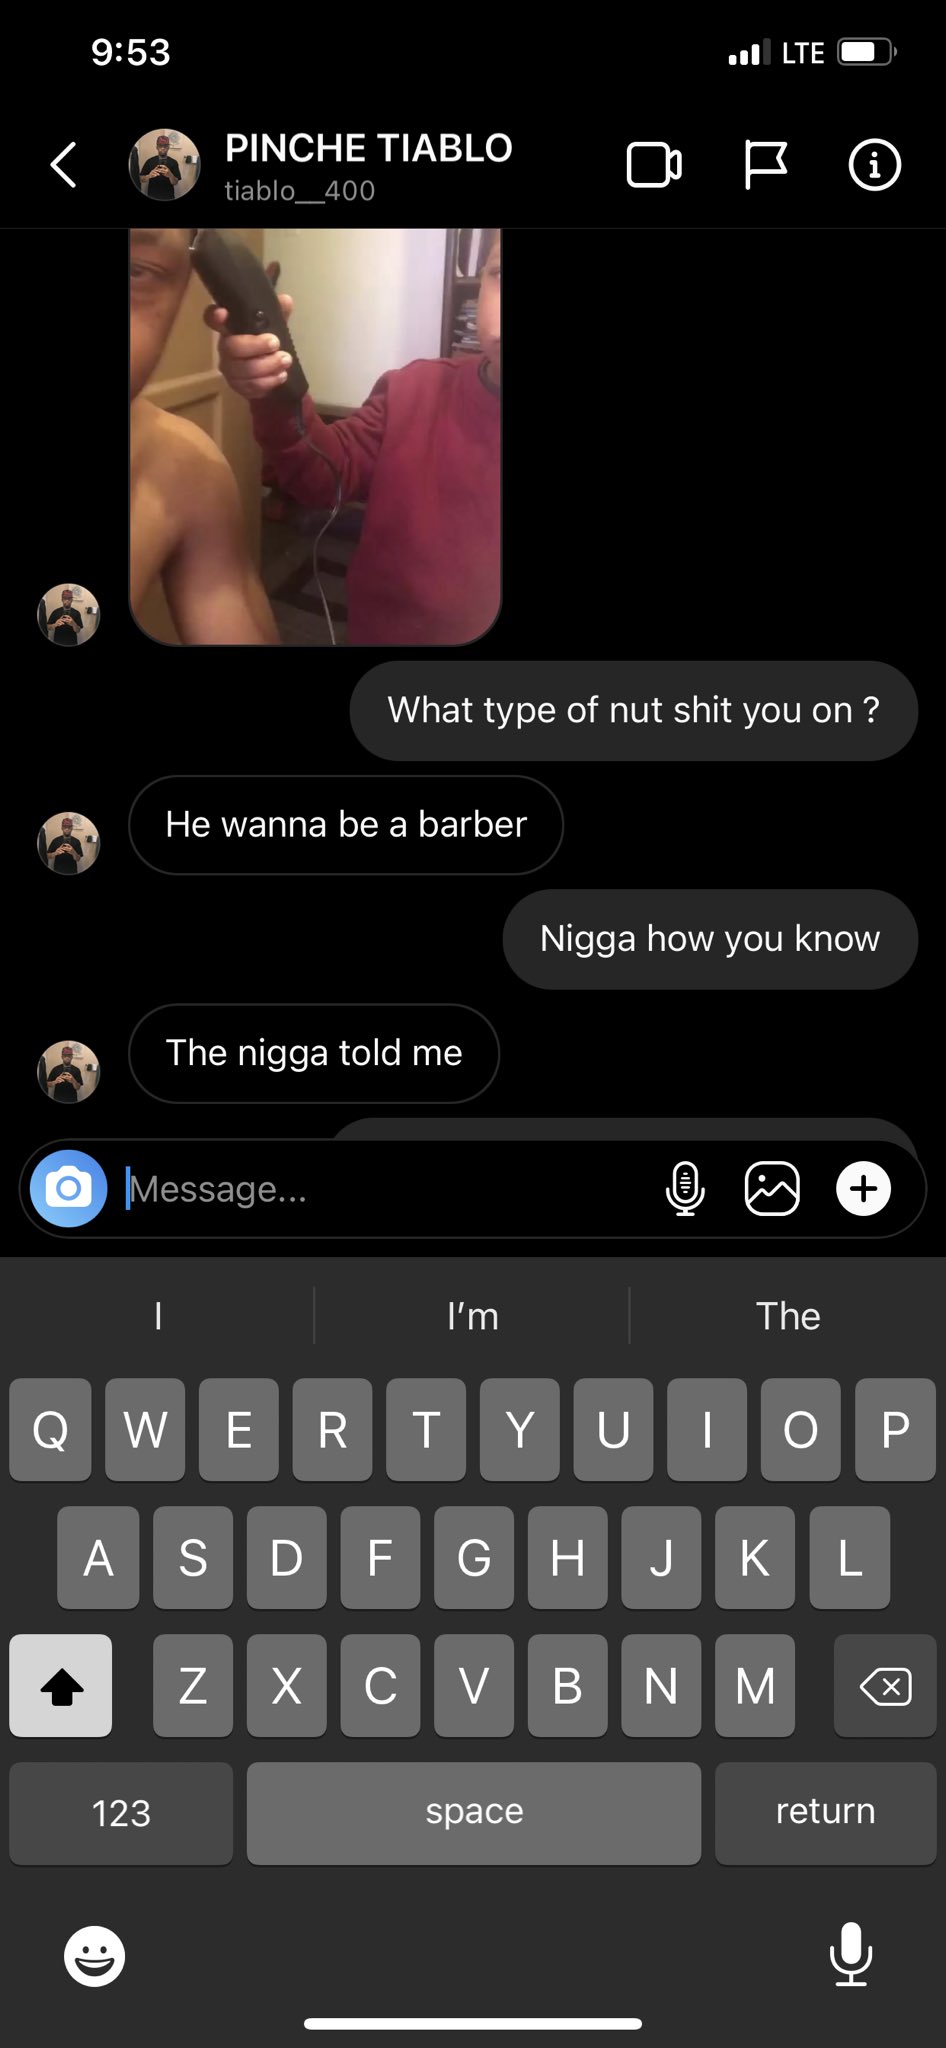 9:53
LTE
PINCHE TIABLO
tiablo__400
What type of nut shit you on ?
He wanna be a barber
Nigga how you know
The nigga told me
Message...
I
I'm
The
Q W E R T Y U I O P
A S D F G H J K L
Z X C V B N M
123
space
return